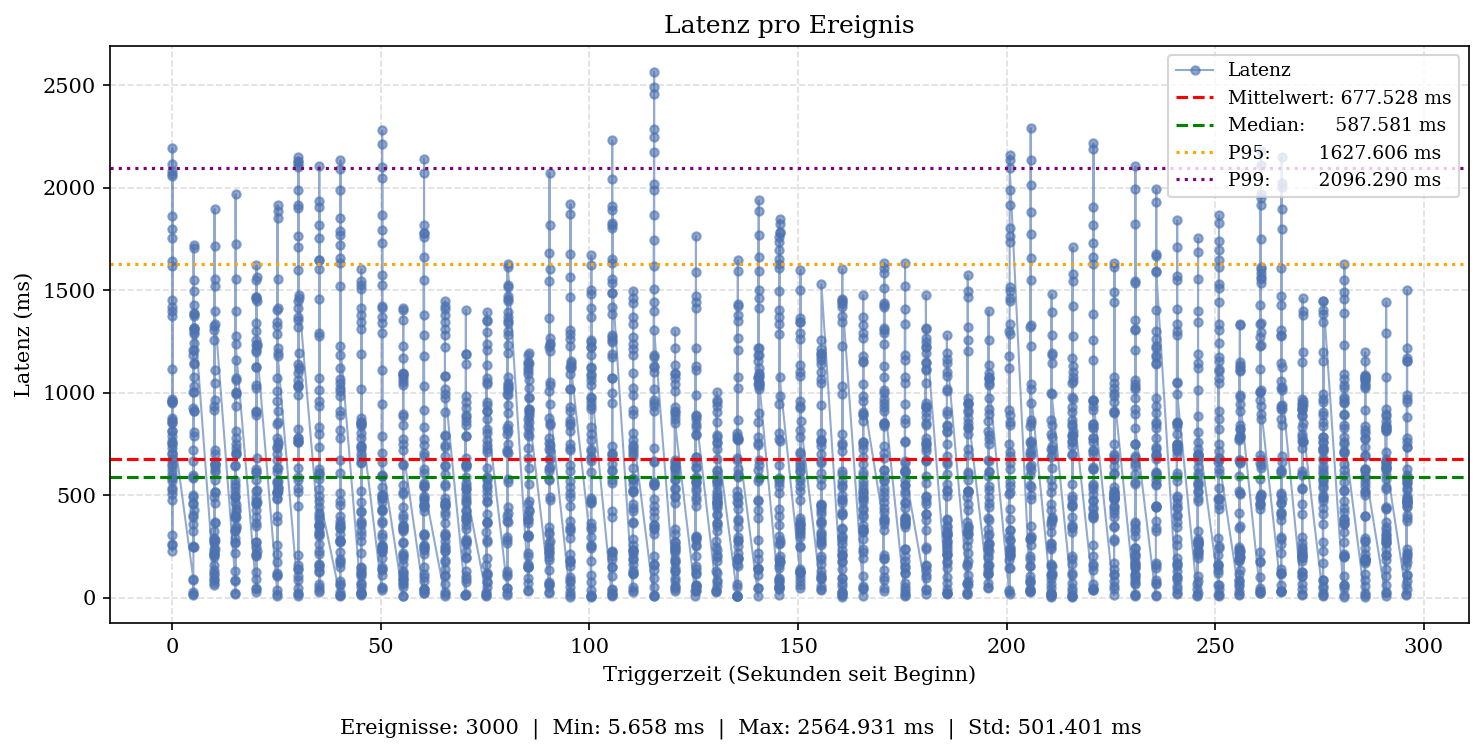 Latenz pro Ereignis
Latenz (ms)
2500
2000
1500
1000
500
0
Latenz
Mittelwert: 677.528 ms
Median: 587.581 ms
P95: 1627.606 ms
P99: 2096.290 ms
0 50 100 150 200 250 300
Triggerzeit (Sekunden seit Beginn)
Ereignisse: 3000 | Min: 5.658 ms | Max: 2564.931 ms | Std: 501.401 ms